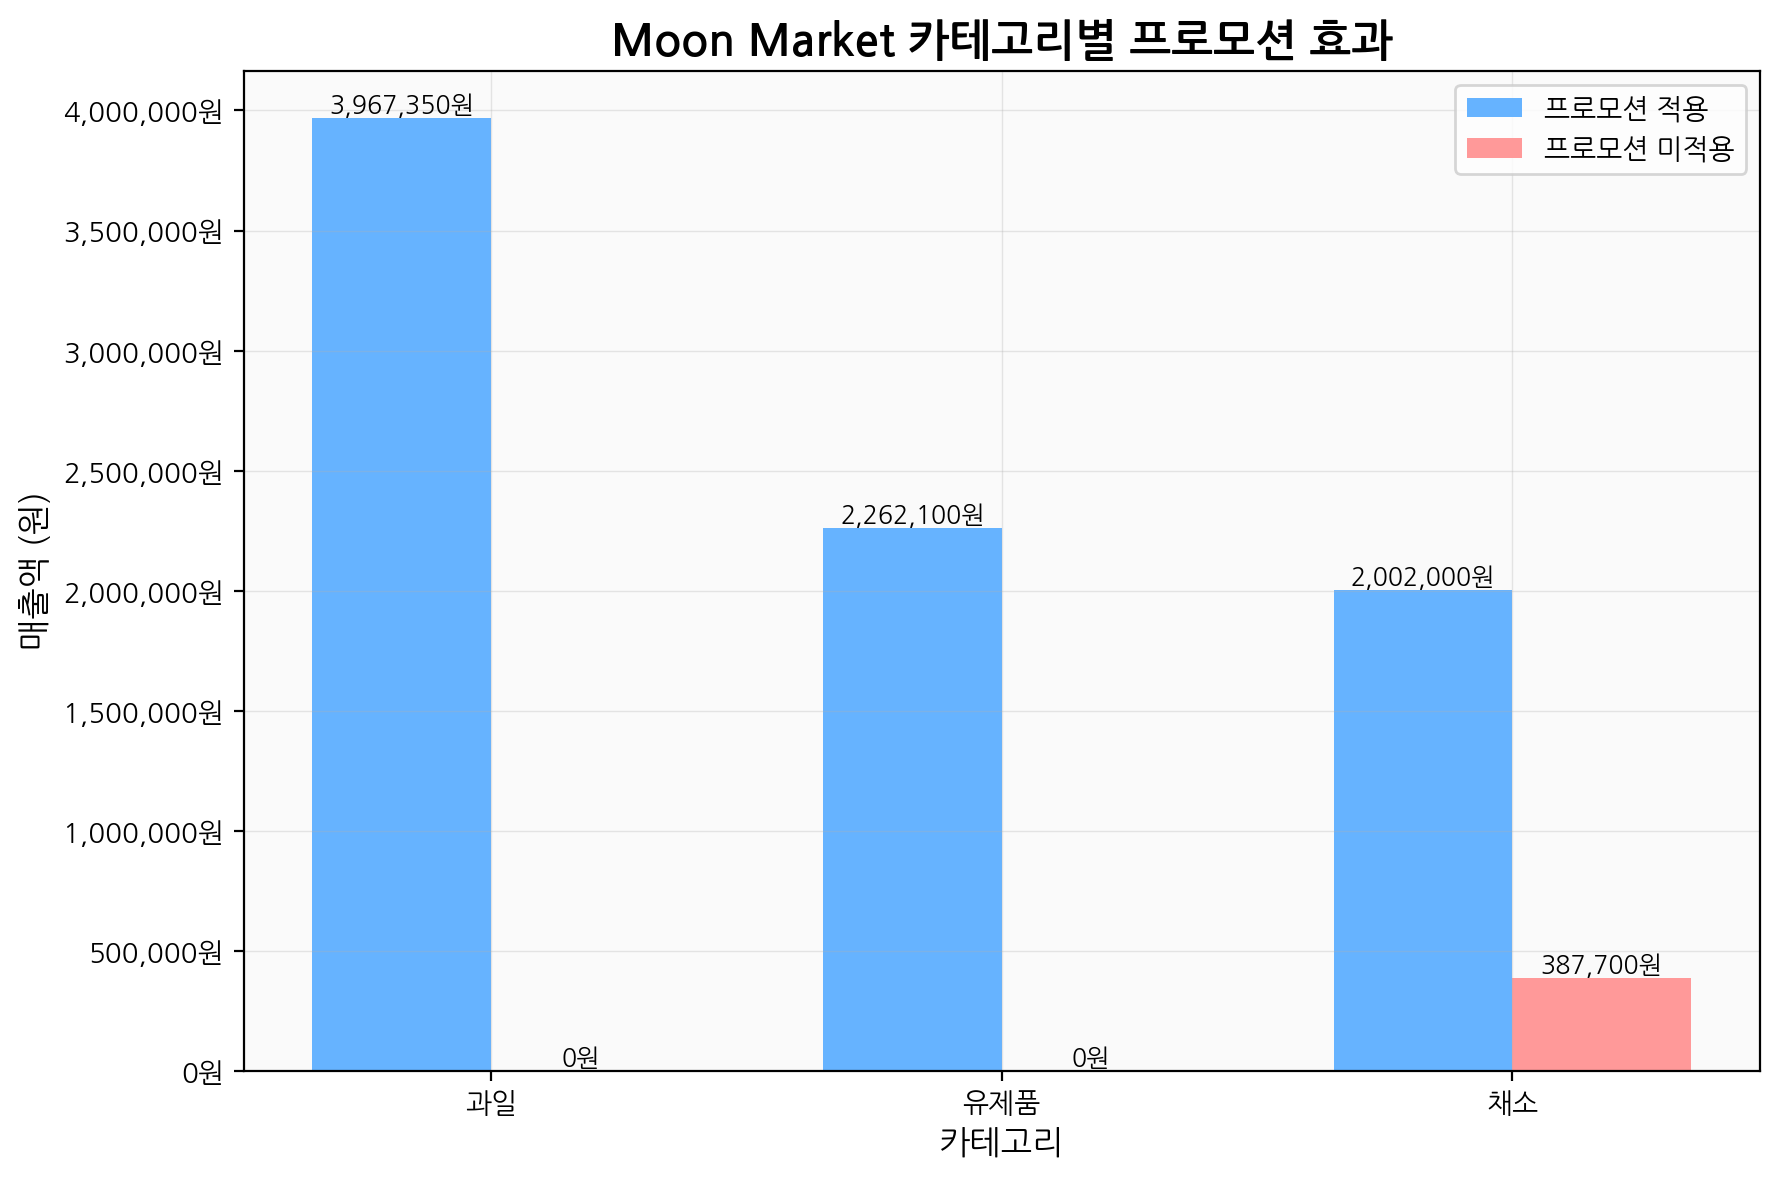 Moon Market 카테고리별 프로모션 효과
프로모션 적용
프로모션 미적용
매출액 (원)
4,000,000원
3,500,000원
3,000,000원
2,500,000원
2,000,000원
1,500,000원
1,000,000원
500,000원
0원
3,967,350원
0원
2,262,100원
0원
2,002,000원
387,700원
과일
유제품
채소
카테고리